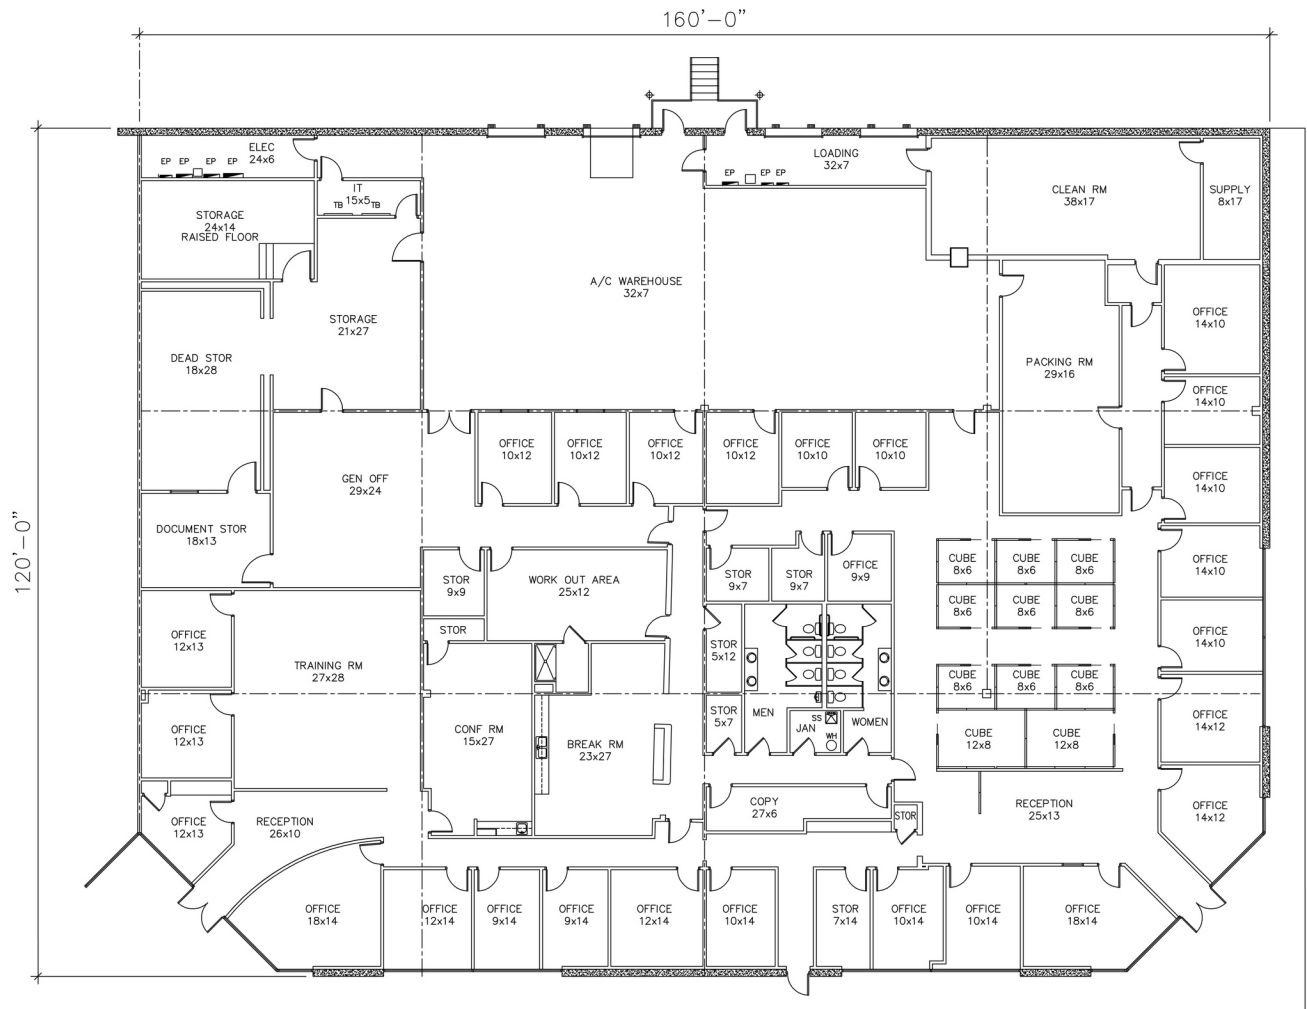 160'-0"
120'-0"
ELEC
24x6
EP EP EP EP
IT
15x5
TB TB
STORAGE
24x14
RAISED FLOOR
LOADING
32x7
EP EP EP
CLEAN RM
38x17
SUPPLY
8x17
A/C WAREHOUSE
32x7
STORAGE
21x27
DEAD STOR
18x28
PACKING RM
29x16
OFFICE
14x10
OFFICE
14x10
OFFICE
14x10
GEN OFF
29x24
OFFICE
10x12
OFFICE
10x12
OFFICE
10x12
OFFICE
10x12
OFFICE
10x10
OFFICE
10x10
DOCUMENT STOR
18x13
STOR
9x9
WORK OUT AREA
25x12
STOR
9x7
STOR
9x7
OFFICE
9x9
CUBE
8x6
CUBE
8x6
CUBE
8x6
OFFICE
14x10
CUBE
8x6
CUBE
8x6
CUBE
8x6
OFFICE
14x10
OFFICE
12x13
STOR
STOR
5x12
TRAINING RM
27x28
CUBE
8x6
CUBE
8x6
CUBE
8x6
OFFICE
14x12
OFFICE
12x13
CONF RM
15x27
BREAK RM
23x27
STOR
5x7
MEN
SS
JAN
WH
WOMEN
CUBE
12x8
CUBE
12x8
OFFICE
12x13
RECEPTION
26x10
COPY
27x6
STOR
RECEPTION
25x13
OFFICE
14x12
OFFICE
18x14
OFFICE
12x14
OFFICE
9x14
OFFICE
9x14
OFFICE
12x14
OFFICE
10x14
STOR
7x14
OFFICE
10x14
OFFICE
10x14
OFFICE
18x14